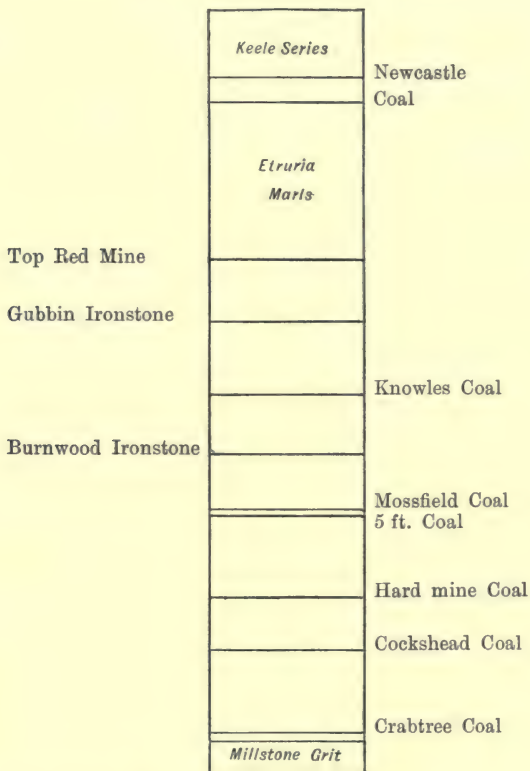 Keele Series
Newcastle
Coal
Etruria
Marls
Top Red Mine
Gubbin Ironstone
Knowles Coal
Burnwood Ironstone
Mossfield Coal
5 ft. Coal
Hard mine Coal
Cockshead Coal
Crabtree Coal
Millstone Grit